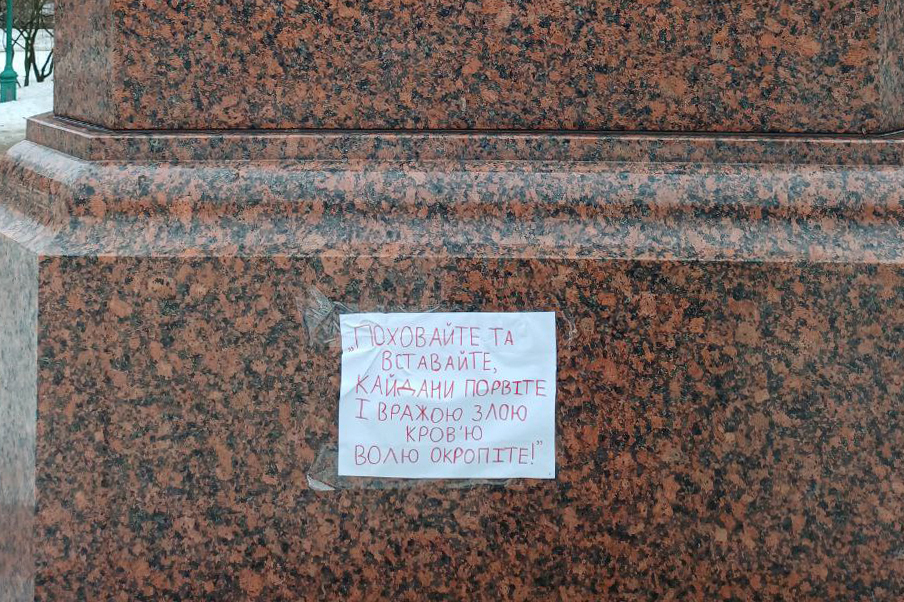 „ПОХОВАЙТЕ ТА
ВСТАВАЙТЕ,
КАЙДАНИ ПОРВІТЕ
І ВРАЖОЮ ЗЛОЮ
КРОВ'Ю
ВОЛЮ ОКРОПІТЕ!"